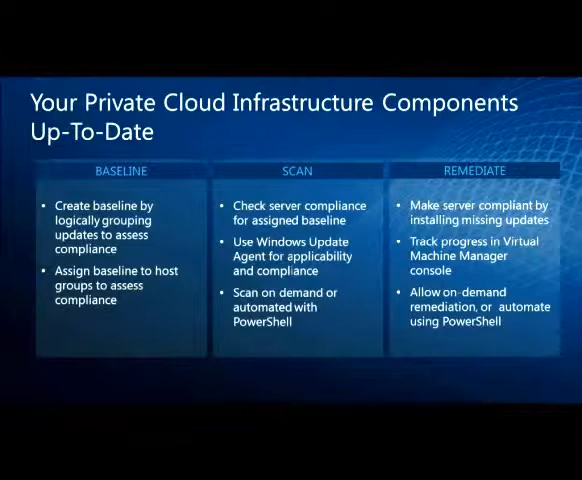 Your Private Cloud Infrastructure Components
Up-To-Date
BASELINE
• Create baseline by
logically grouping
updates to assess
compliance
• Assign baseline to host
groups to assess
compliance
SCAN
• Check server compliance
for assigned baseline
• Use Windows Update
Agent for applicability
and compliance
• Scan on demand or
automated with
PowerShell
REMEDIATE
• Make server compliant by
installing missing updates
• Track progress in Virtual
Machine Manager
console
• Allow on-demand
remediation, or automate
using PowerShell